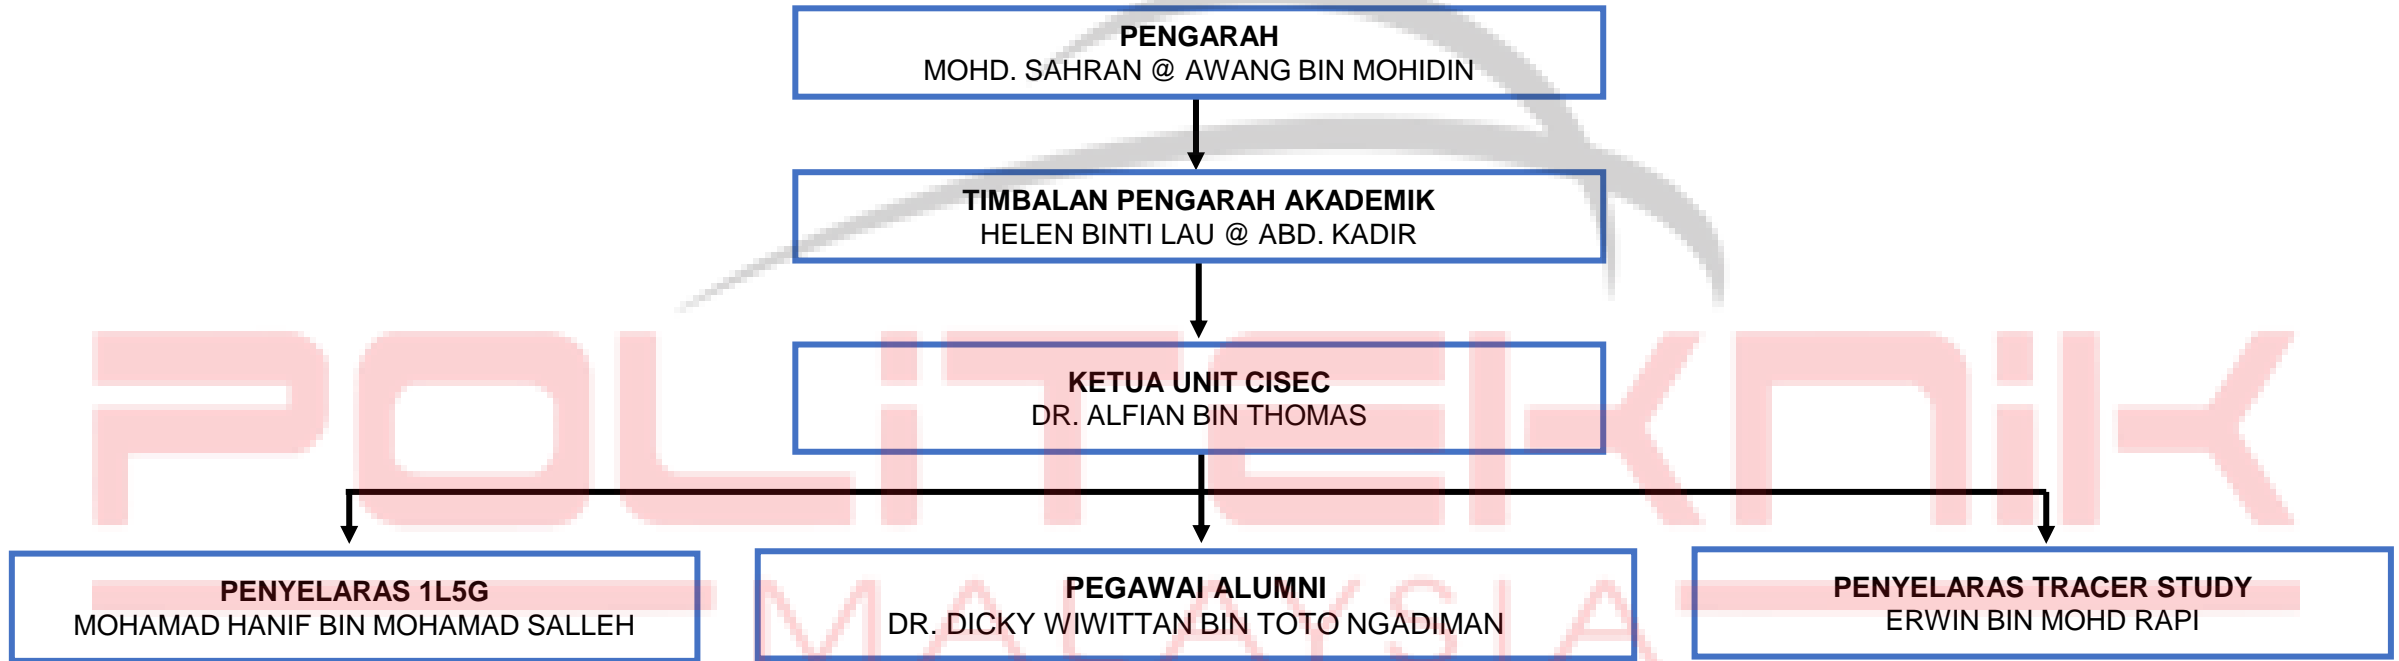 PENGARAH
MOHD. SAHRAN @ AWANG BIN MOHIDIN
TIMBALAN PENGARAH AKADEMIK
HELEN BINTI LAU @ ABD. KADIR
KETUA UNIT CISEC
DR. ALFIAN BIN THOMAS
PENYELARAS 1L5G
MOHAMAD HANIF BIN MOHAMAD SALLEH
PEGAWAI ALUMNI
DR. DICKY WIWITTAN BIN TOTO NGADIMAN
PENYELARAS TRACER STUDY
ERWIN BIN MOHD RAPI
POLiTEKNiK
MALAYSIA